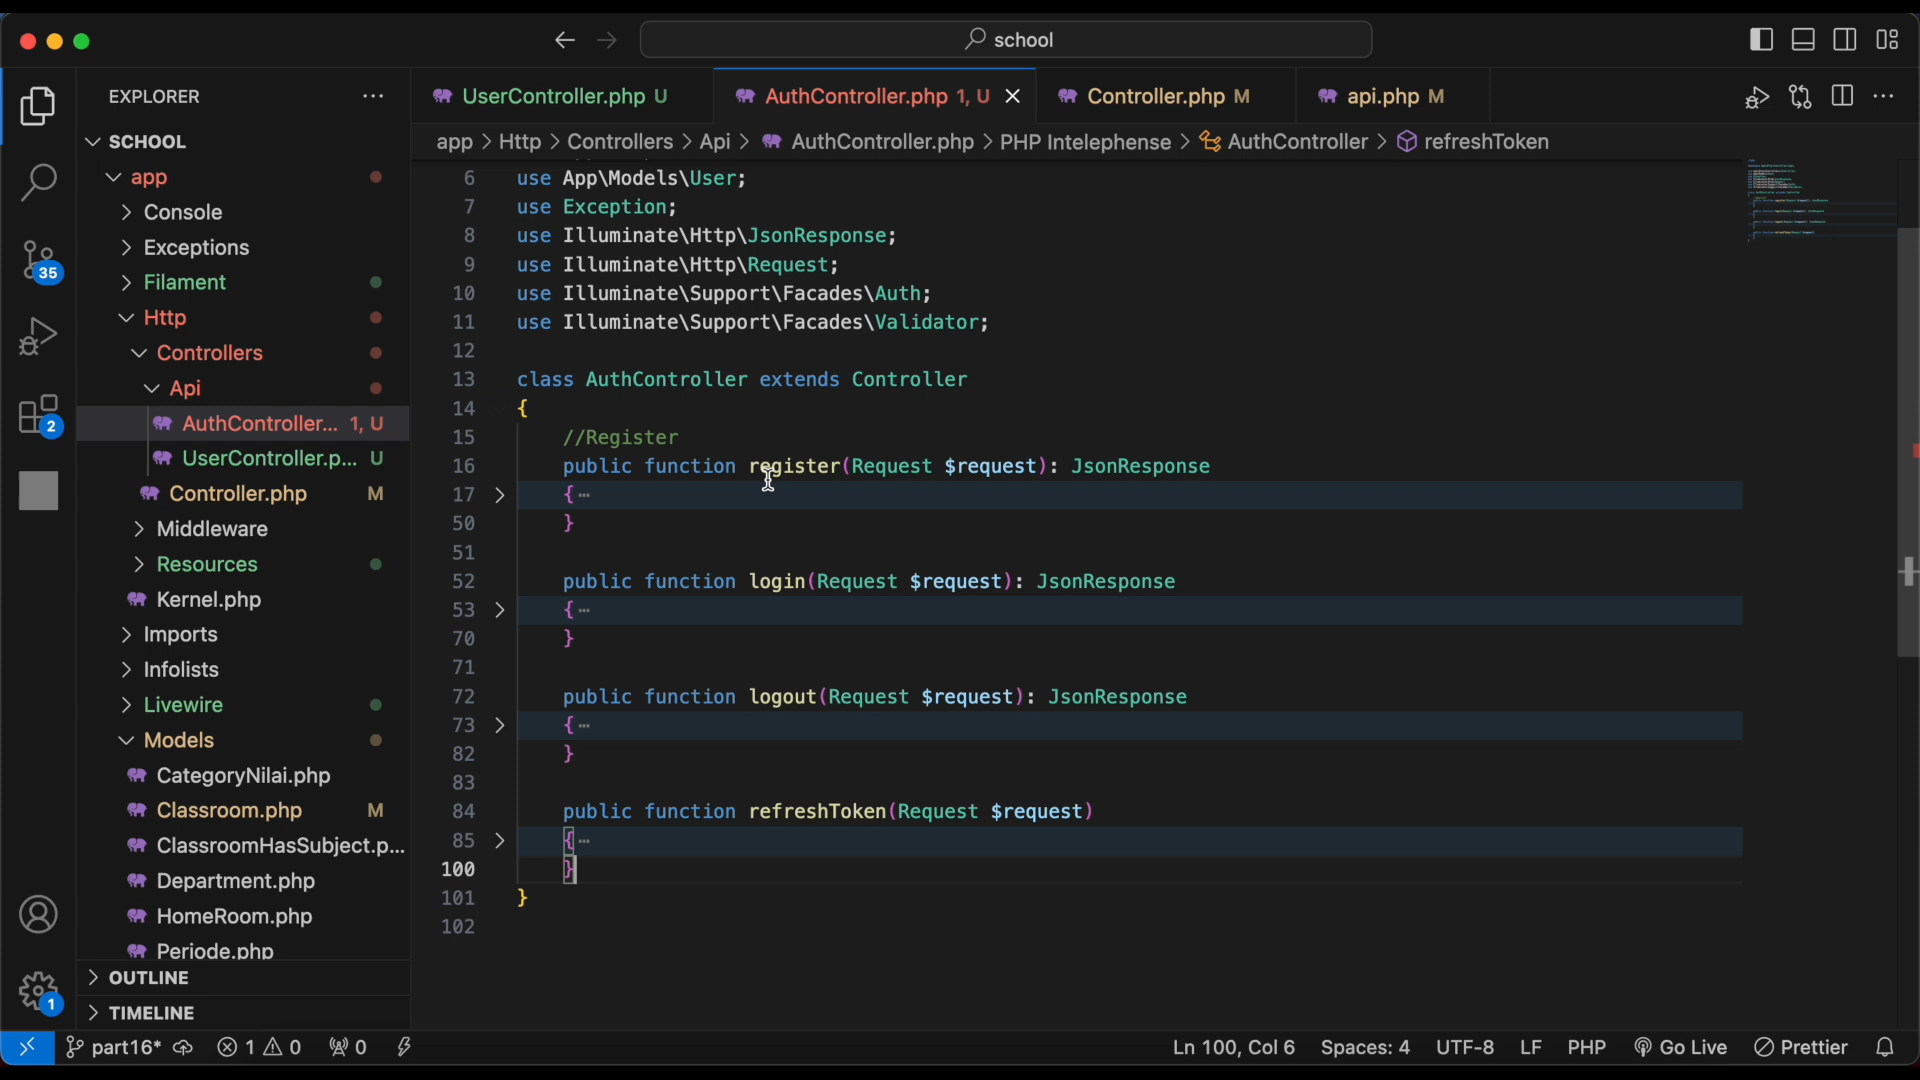 school
EXPLORER
UserController.php U
AuthController.php 1, U
Controller.php M
api.php M
SCHOOL
app > Http > Controllers > Api > AuthController.php > PHP Intelephense > AuthController > refreshToken
app
Console
Exceptions
Filament
Http
Controllers
Api
AuthController... 1, U
UserController.p... U
Controller.php M
Middleware
Resources
Kernel.php
Imports
Infolists
Livewire
Models
CategoryNilai.php
Classroom.php M
ClassroomHasSubject.p...
Department.php
HomeRoom.php
Periode.php
OUTLINE
TIMELINE
35
2
1
6 use App\Models\User;
7 use Exception;
8 use Illuminate\Http\JsonResponse;
9 use Illuminate\Http\Request;
10 use Illuminate\Support\Facades\Auth;
11 use Illuminate\Support\Facades\Validator;
12
13 class AuthController extends Controller
14 {
15 //Register
16 public function register(Request $request): JsonResponse
17 > { ⋯
50 }
51
52 public function login(Request $request): JsonResponse
53 > { ⋯
70 }
71
72 public function logout(Request $request): JsonResponse
73 > { ⋯
82 }
83
84 public function refreshToken(Request $request)
85 > { ⋯
100 }
101 }
102
part16* 1 0 0 Ln 100, Col 6 Spaces: 4 UTF-8 LF PHP Go Live Prettier